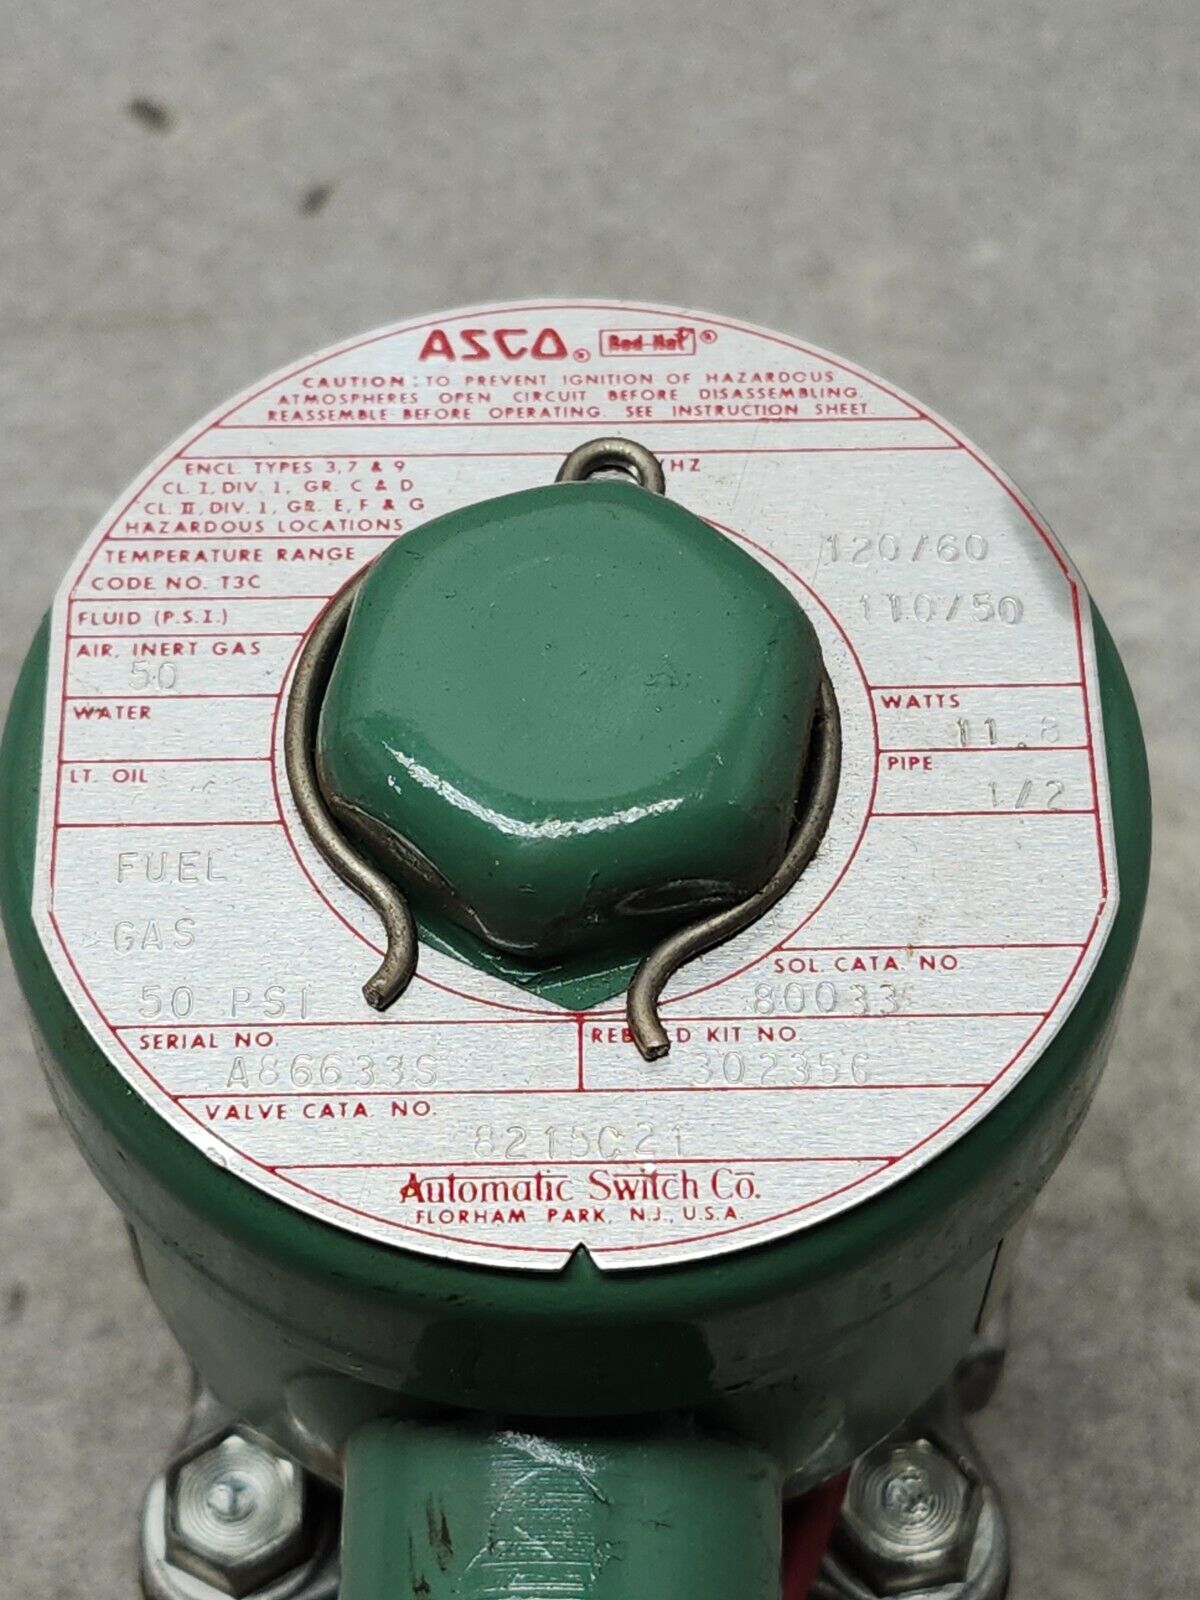 ASCO® Red-Hat®
CAUTION: TO PREVENT IGNITION OF HAZARDOUS
ATMOSPHERES OPEN CIRCUIT BEFORE DISASSEMBLING.
REASSEMBLE BEFORE OPERATING. SEE INSTRUCTION SHEET.
ENCL. TYPES 3, 7 & 9
CL. I, DIV. 1, GR. C & D
CL. II, DIV. 1, GR. E, F & G
HAZARDOUS LOCATIONS
TEMPERATURE RANGE
CODE NO. T3C
FLUID (P.S.I.)
AIR, INERT GAS
50
WATER
LT. OIL
FUEL
GAS
50 PSI
/HZ
120/60
110/50
WATTS
11.8
PIPE
1/2
SOL. CATA. NO.
80033
SERIAL NO.
A86633S
KIT NO.
302356
VALVE CATA. NO.
8215C21
Automatic Switch Co.
FLORHAM PARK, N.J., U.S.A.